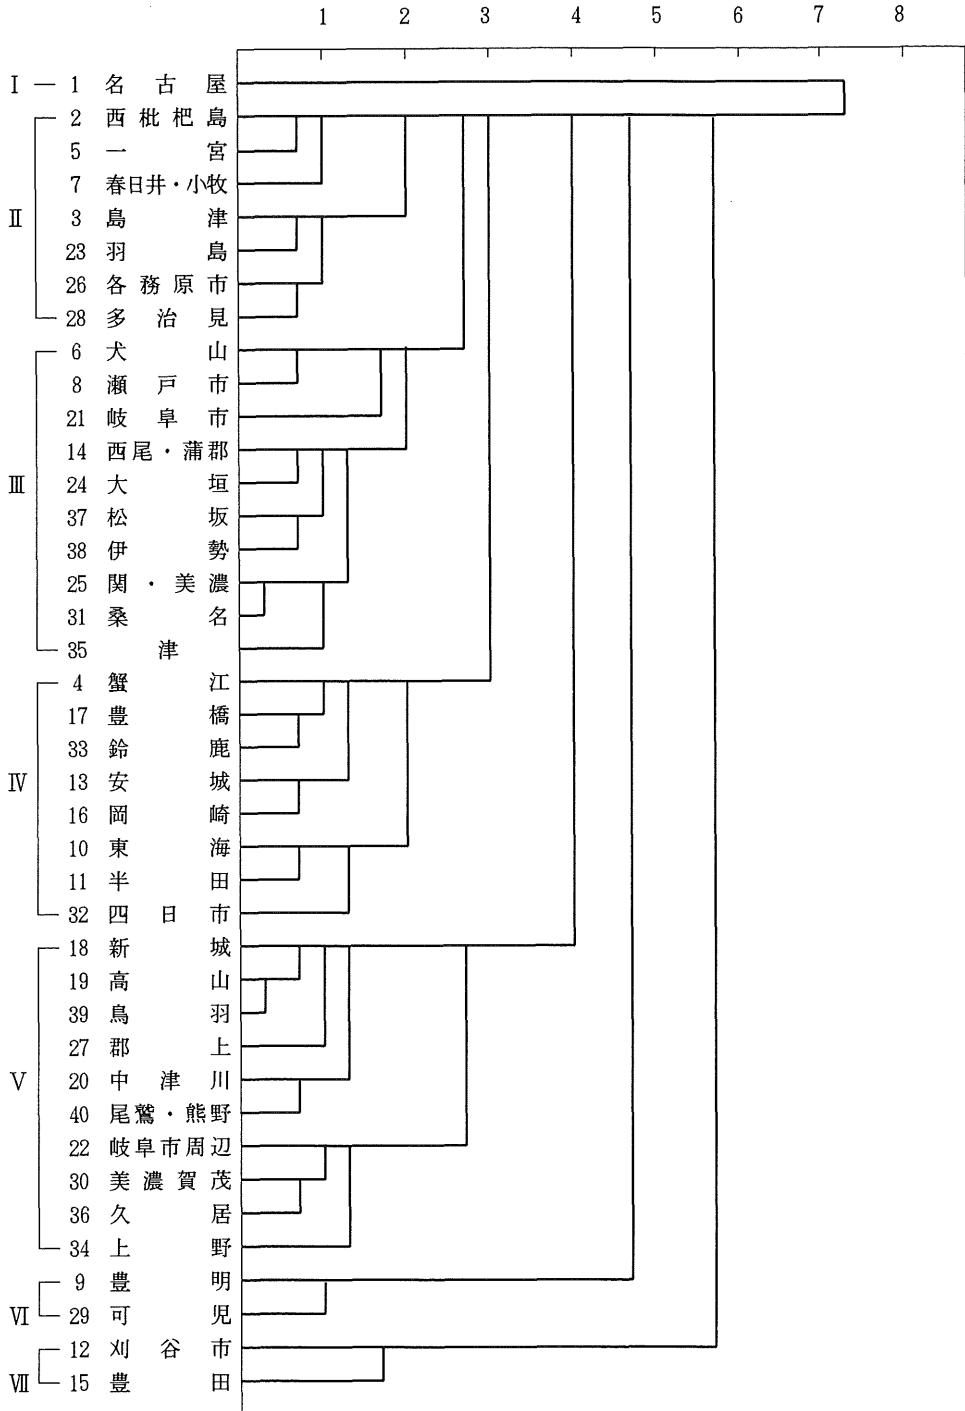 1 2 3 4 5 6 7 8
Ⅰ 1 名古屋
2 西枇杷島
5 一宮
7 春日井・小牧
Ⅱ 3 島津
23 羽島
26 各務原市
28 多治見
6 犬山
8 瀬戸市
21 岐阜市
14 西尾・蒲郡
Ⅲ 24 大垣
37 松坂
38 伊勢
25 関・美濃
31 桑名
35 津
4 蟹江
17 豊橋
33 鈴鹿
Ⅳ 13 安城
16 岡崎
10 東海
11 半田
32 四日市
18 新城
19 高山
39 鳥羽
27 郡上
Ⅴ 20 中津川
40 尾鷲・熊野
22 岐阜市周辺
30 美濃賀茂
36 久居
34 上野
9 豊明
Ⅵ 29 可児
12 刈谷市
Ⅶ 15 豊田